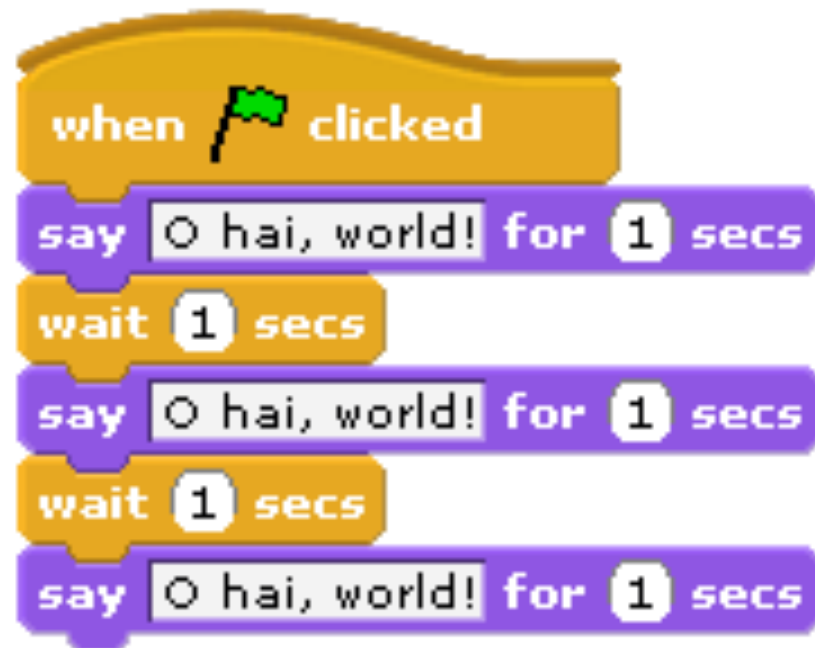 when clicked
say O hai, world! for 1 secs
wait 1 secs
say O hai, world! for 1 secs
wait 1 secs
say O hai, world! for 1 secs